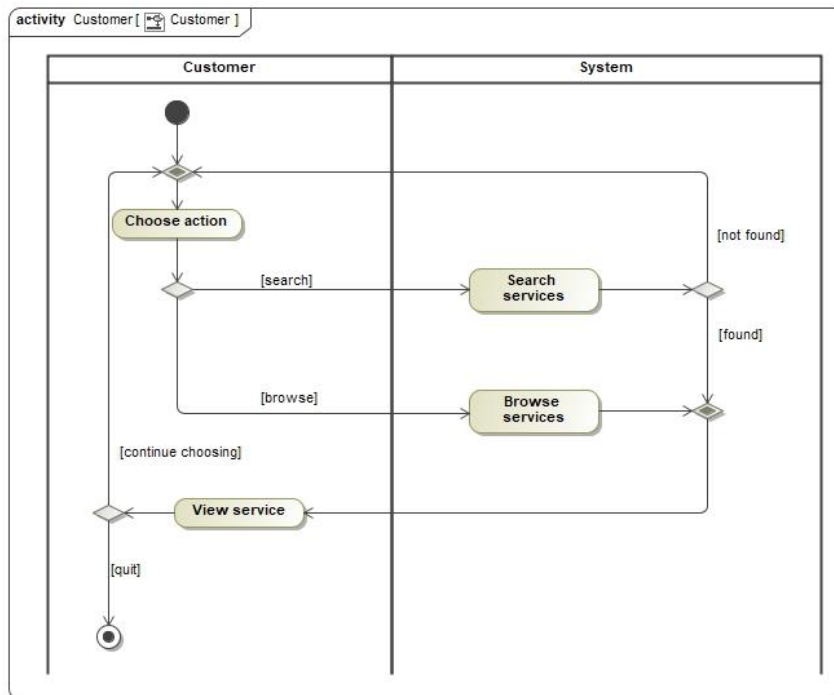 activity Customer [ Customer ]
Customer
System
Choose action
[not found]
[search]
Search
services
[found]
[browse]
Browse
services
[continue choosing]
View service
[quit]